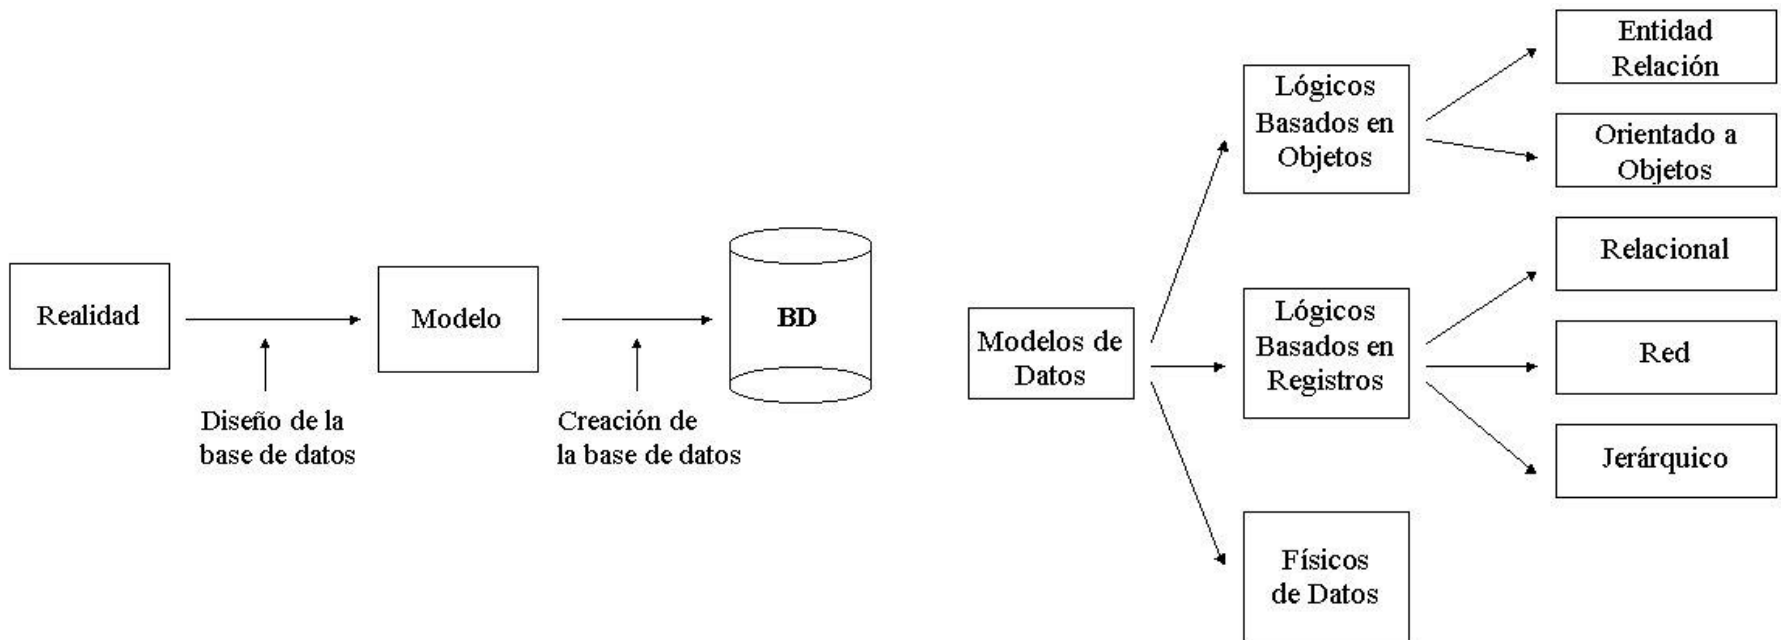 Realidad
Diseño de la
base de datos
Modelo
Creación de
la base de datos
BD
Modelos de
Datos
Lógicos
Basados en
Objetos
Lógicos
Basados en
Registros
Físicos
de Datos
Entidad
Relación
Orientado a
Objetos
Relacional
Red
Jerárquico